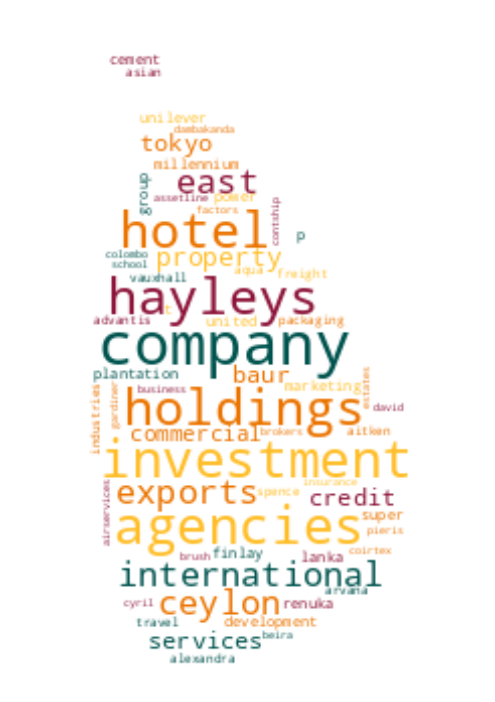 cement
asian
unilever
dambakanda
tokyo
millennium
group
east
assetline
power
factors
contship
hotel
p
colombo
property
school
aqua
freight
vauxhall
hayleys
advantis
united
packaging
company
plantation
baur
business
marketing
estates
industries
gardiner
holdings
david
commercial
brokers
aitken
investment
airservices
exports
spence
insurance
credit
agencies
super
pieris
brush
finlay
lanka
coirtex
international
arvana
cyril
ceylon
renuka
travel
development
services
beira
alexandra